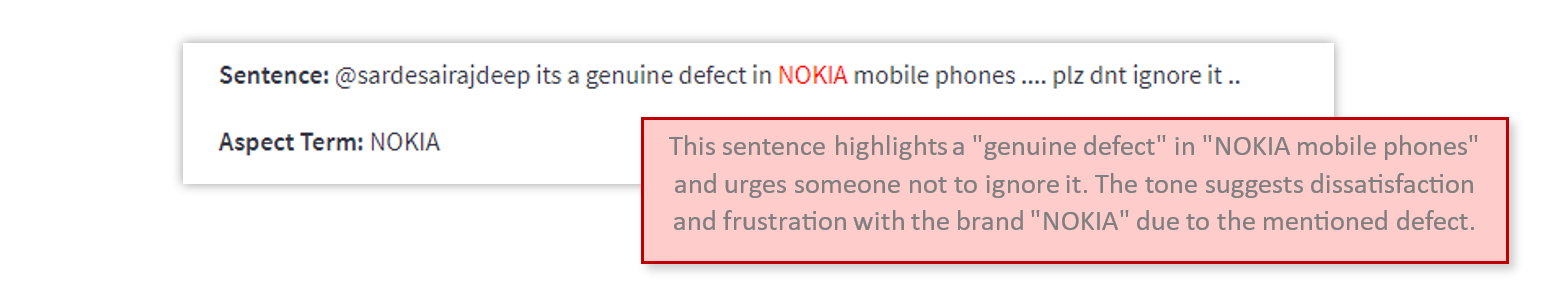 Sentence: @sardesairajdeep its a genuine defect in NOKIA mobile phones .... plz dnt ignore it ..
Aspect Term: NOKIA
This sentence highlights a "genuine defect" in "NOKIA mobile phones"
and urges someone not to ignore it. The tone suggests dissatisfaction
and frustration with the brand "NOKIA" due to the mentioned defect.